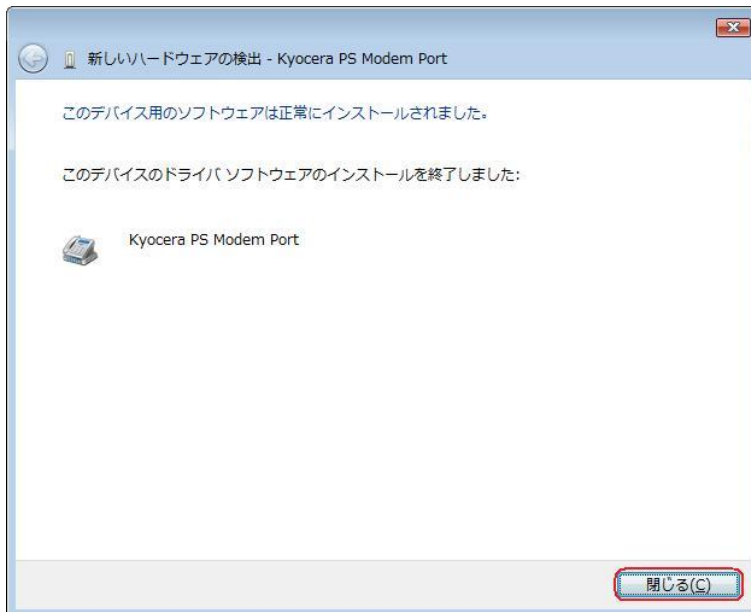 新しいハードウェアの検出 - Kyocera PS Modem Port
このデバイス用のソフトウェアは正常にインストールされました。
このデバイスのドライバ ソフトウェアのインストールを終了しました:
Kyocera PS Modem Port
閉じる(C)